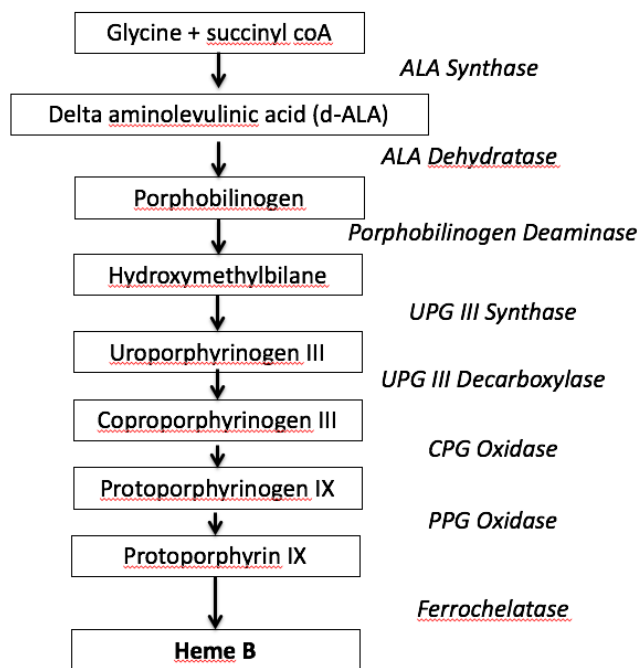 Glycine + succinyl coA
ALA Synthase
Delta aminolevulinic acid (d-ALA)
ALA Dehydratase
Porphobilinogen
Porphobilinogen Deaminase
Hydroxymethylbilane
UPG III Synthase
Uroporphyrinogen III
UPG III Decarboxylase
Coproporphyrinogen III
CPG Oxidase
Protoporphyrinogen IX
PPG Oxidase
Protoporphyrin IX
Ferrochelatase
Heme B